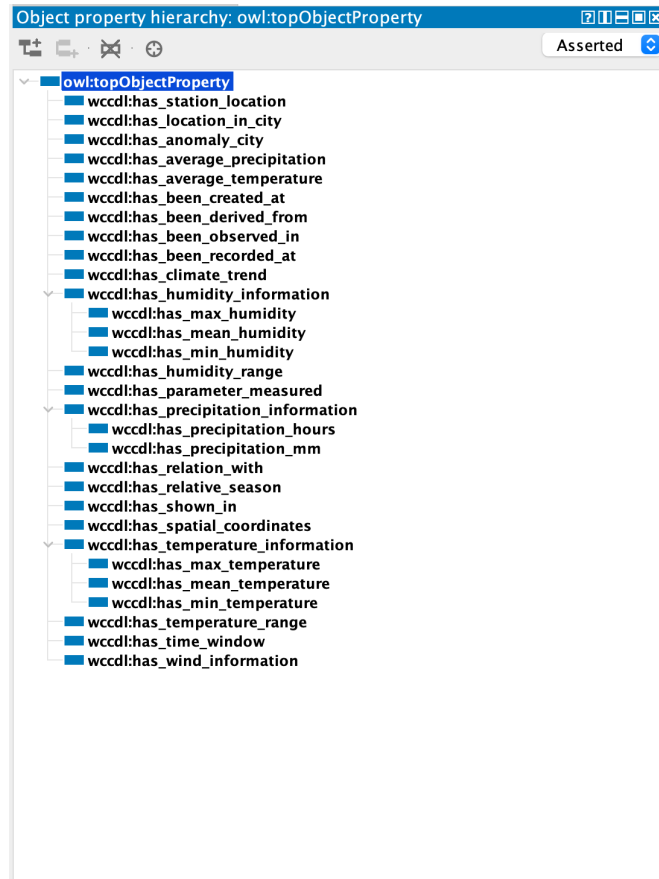 Object property hierarchy: owl:topObjectProperty
Asserted
owl:topObjectProperty
wccdl:has_station_location
wccdl:has_location_in_city
wccdl:has_anomaly_city
wccdl:has_average_precipitation
wccdl:has_average_temperature
wccdl:has_been_created_at
wccdl:has_been_derived_from
wccdl:has_been_observed_in
wccdl:has_been_recorded_at
wccdl:has_climate_trend
wccdl:has_humidity_information
wccdl:has_max_humidity
wccdl:has_mean_humidity
wccdl:has_min_humidity
wccdl:has_humidity_range
wccdl:has_parameter_measured
wccdl:has_precipitation_information
wccdl:has_precipitation_hours
wccdl:has_precipitation_mm
wccdl:has_relation_with
wccdl:has_relative_season
wccdl:has_shown_in
wccdl:has_spatial_coordinates
wccdl:has_temperature_information
wccdl:has_max_temperature
wccdl:has_mean_temperature
wccdl:has_min_temperature
wccdl:has_temperature_range
wccdl:has_time_window
wccdl:has_wind_information